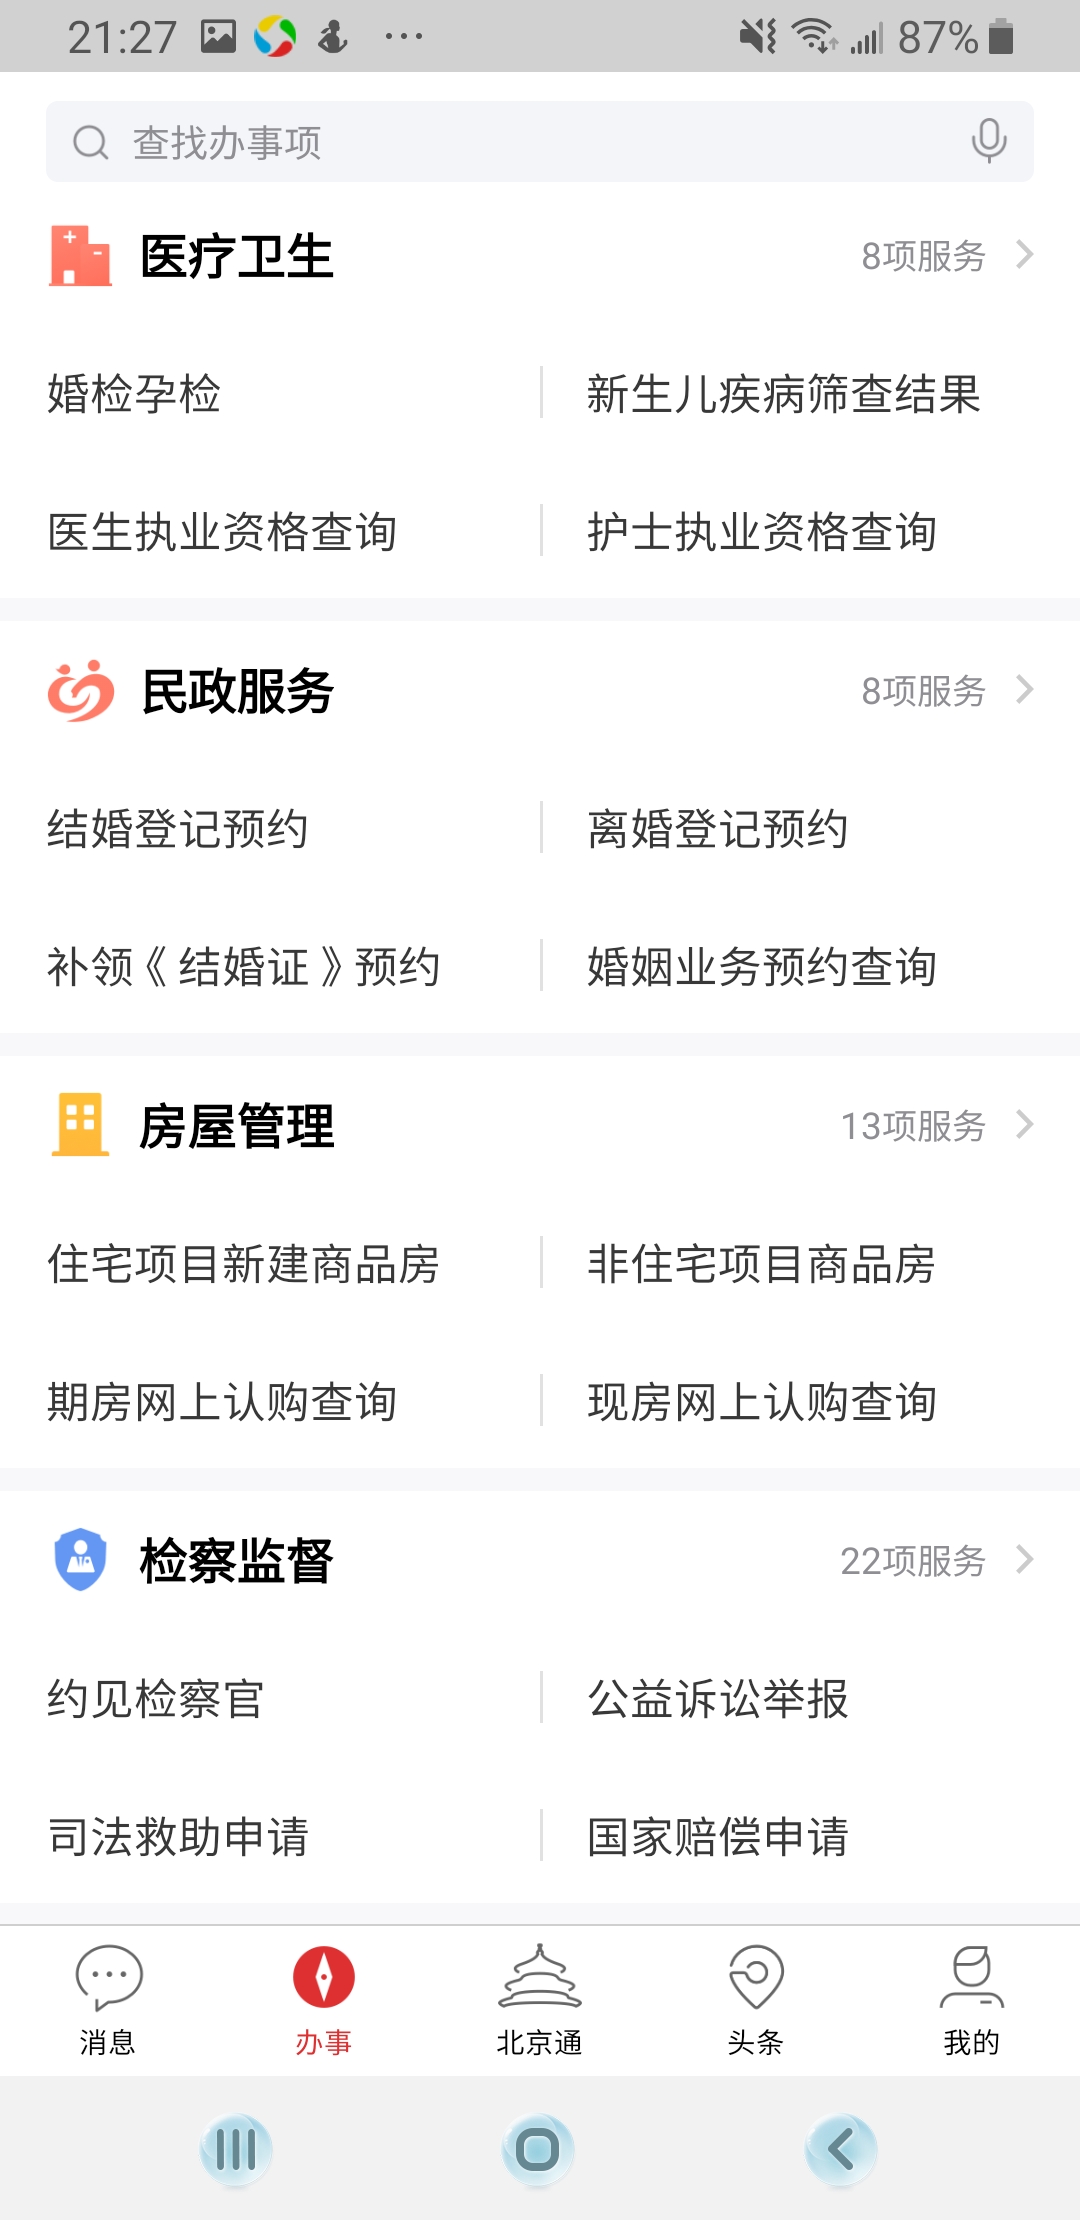 21:27 87%
查找办事项
医疗卫生 8项服务
婚检孕检 新生儿疾病筛查结果
医生执业资格查询 护士执业资格查询
民政服务 8项服务
结婚登记预约 离婚登记预约
补领《结婚证》预约 婚姻业务预约查询
房屋管理 13项服务
住宅项目新建商品房 非住宅项目商品房
期房网上认购查询 现房网上认购查询
检察监督 22项服务
约见检察官 公益诉讼举报
司法救助申请 国家赔偿申请
消息 办事 北京通 头条 我的